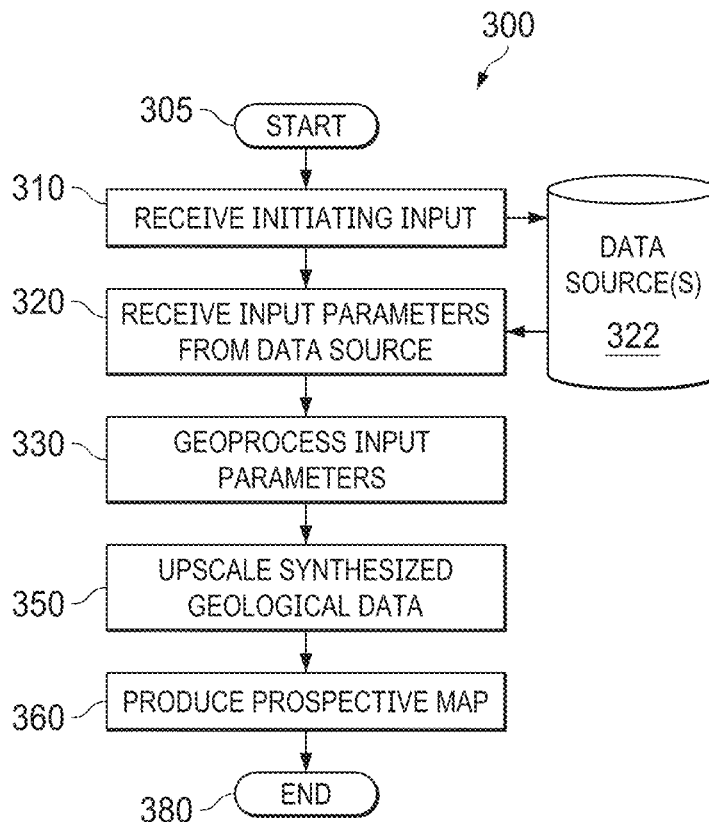 300
305
START
310
RECEIVE INITIATING INPUT
DATA
SOURCE(S)
322
320
RECEIVE INPUT PARAMETERS
FROM DATA SOURCE
330
GEOPROCESS INPUT
PARAMETERS
350
UPSCALE SYNTHESIZED
GEOLOGICAL DATA
360
PRODUCE PROSPECTIVE MAP
380
END